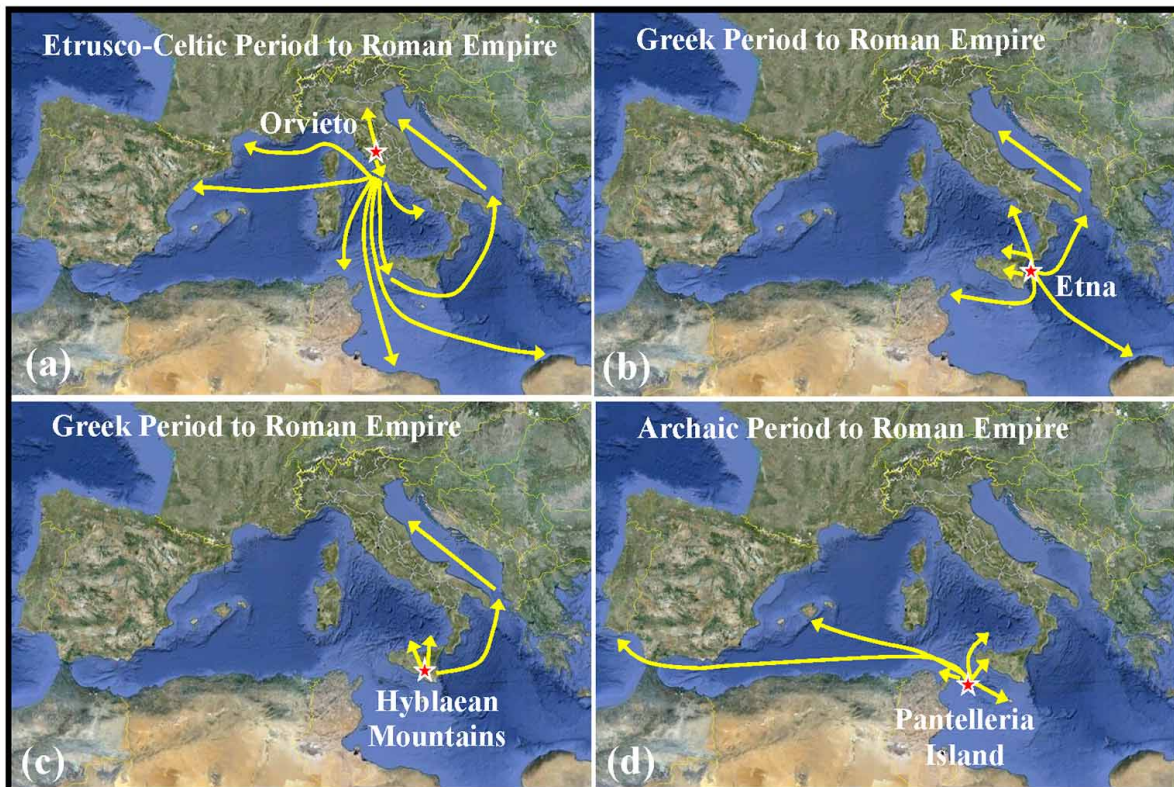 Etrusco-Celtic Period to Roman Empire
Orvieto
(a)
Greek Period to Roman Empire
Etna
(b)
Greek Period to Roman Empire
Hyblaean
Mountains
(c)
Archaic Period to Roman Empire
Pantelleria
Island
(d)